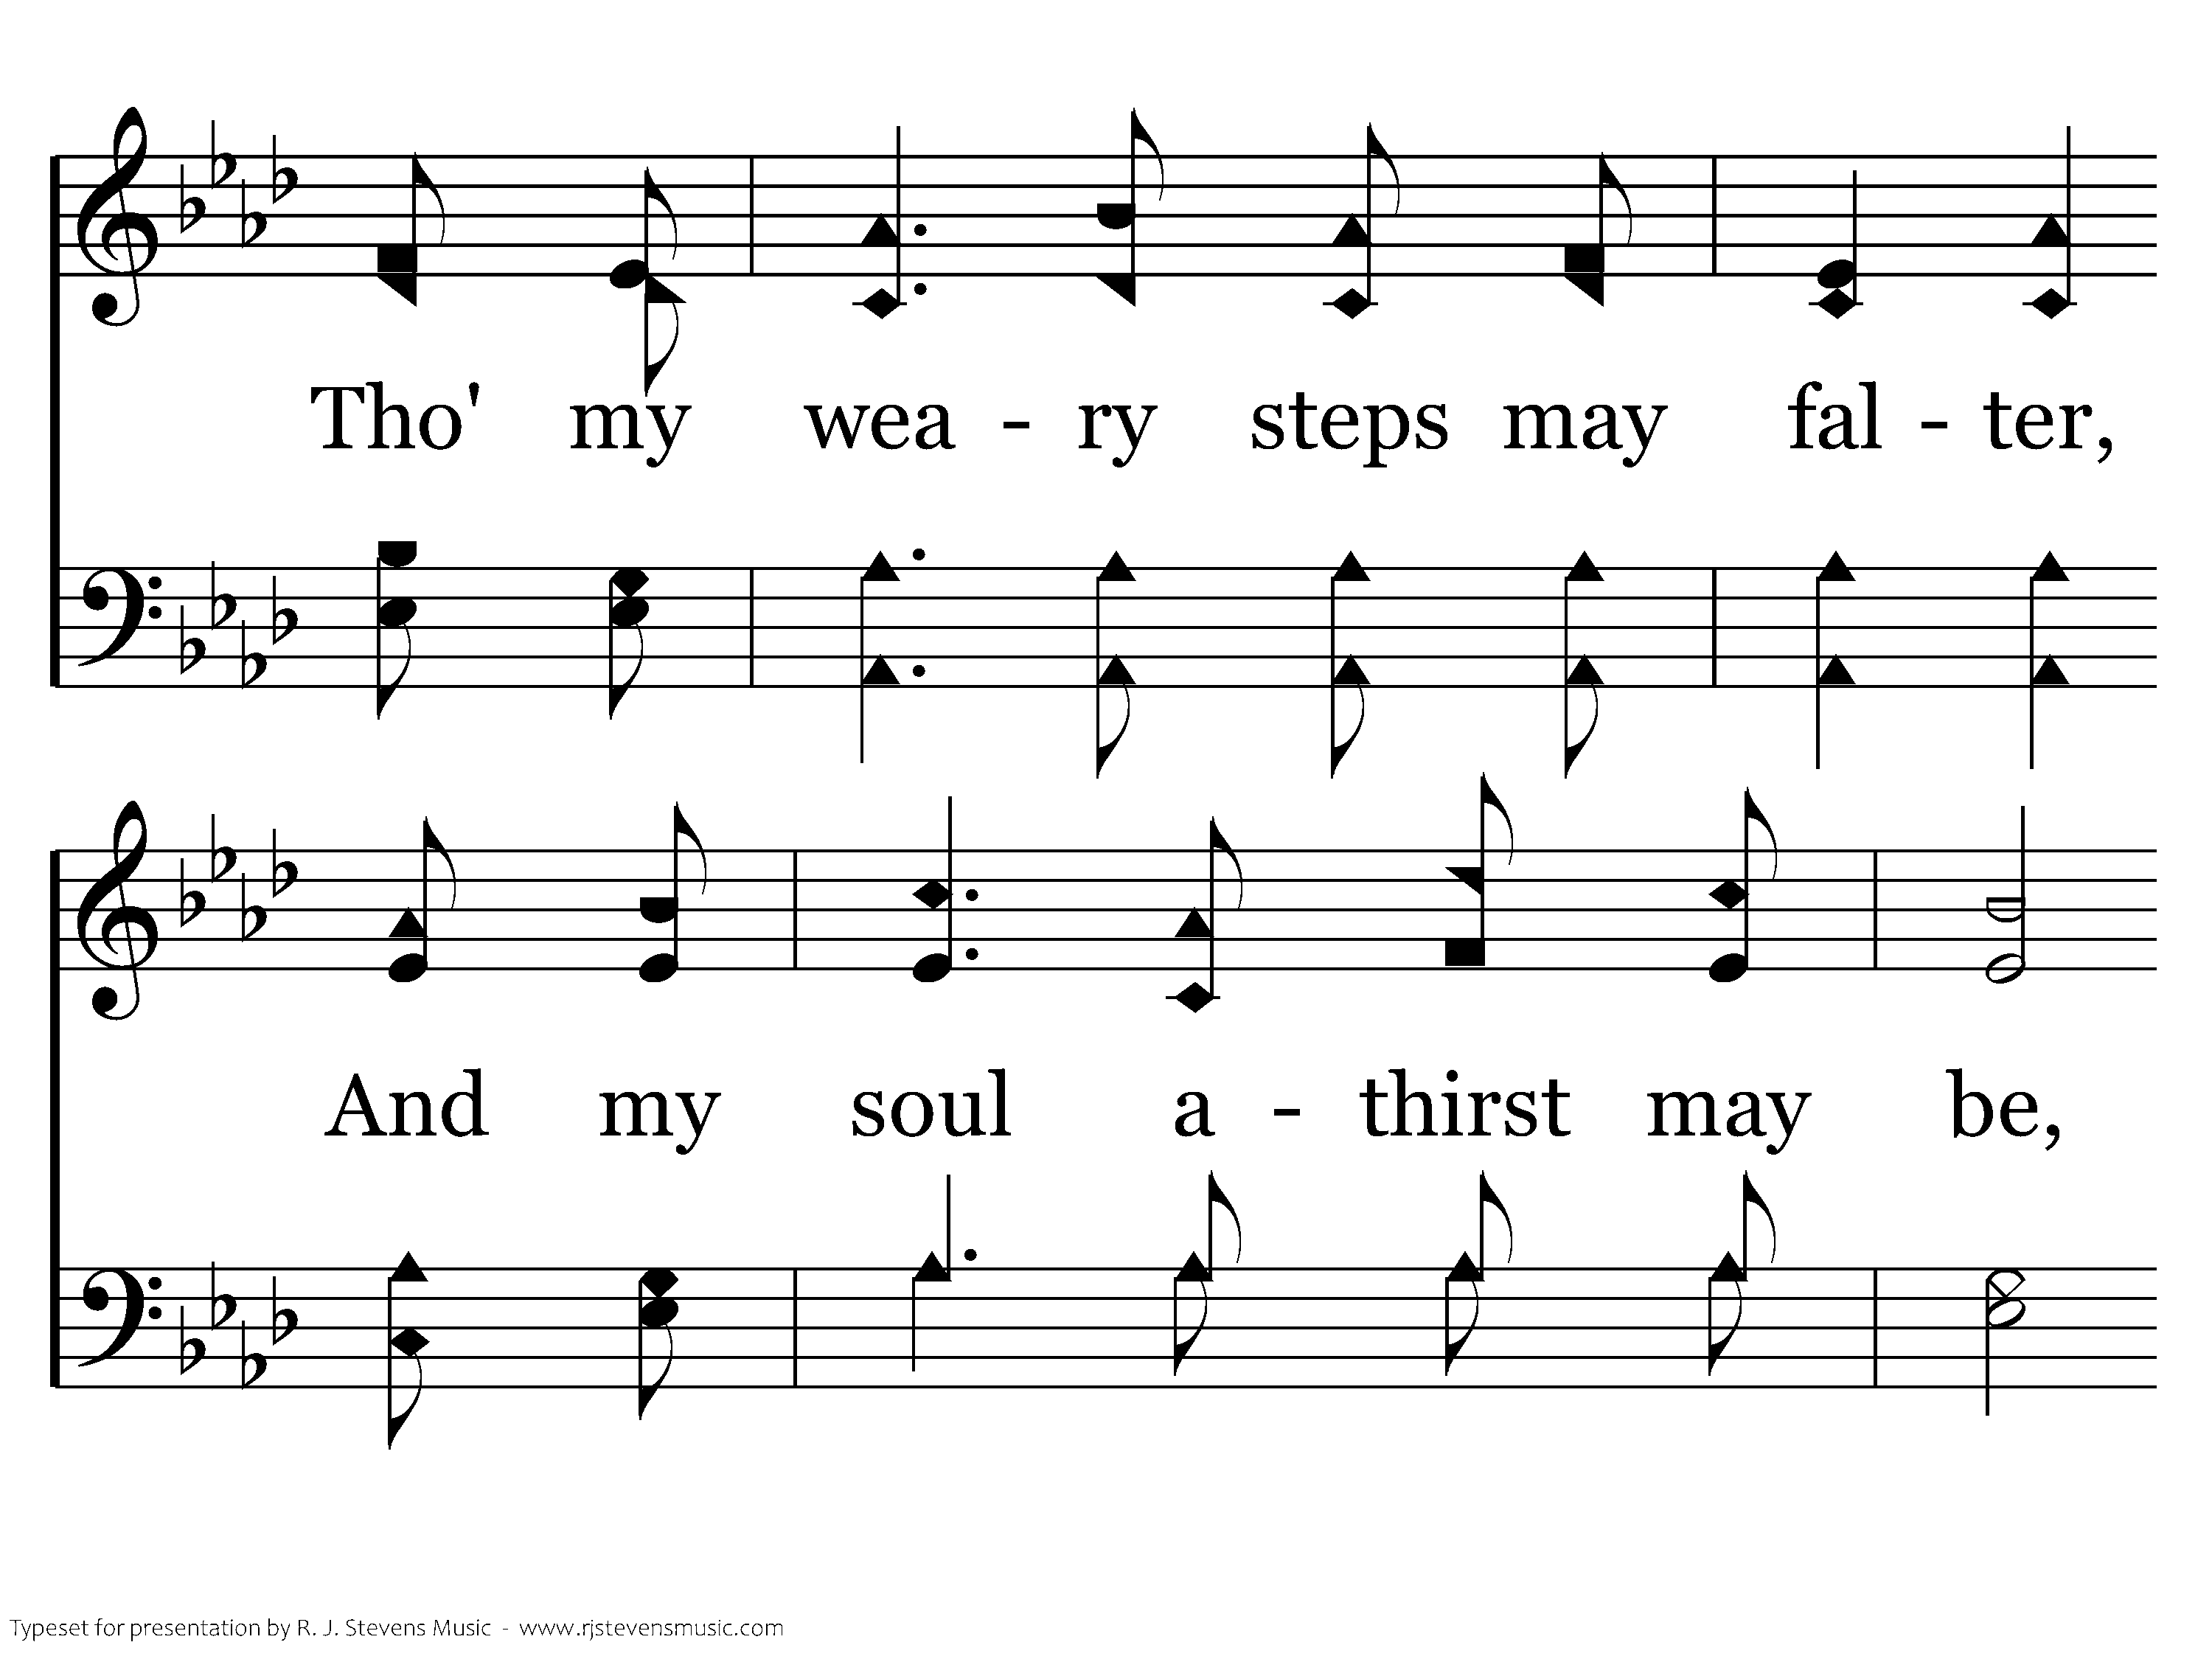 Tho' my wea - ry steps may fal - ter,
And my soul a - thirst may be,
Typeset for presentation by R. J. Stevens Music - www.rjstevensmusic.com